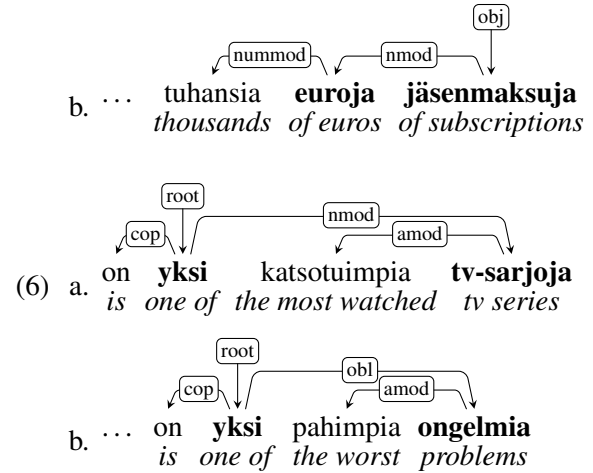 obj
nummod nmod
b. ··· tuhansia euroja jäsenmaksuja
thousands of euros of subscriptions
root
nmod
cop amod
(6) a. on yksi katsotuimpia tv-sarjoja
is one of the most watched tv series
root
obl
cop amod
b. ··· on yksi pahimpia ongelmia
is one of the worst problems